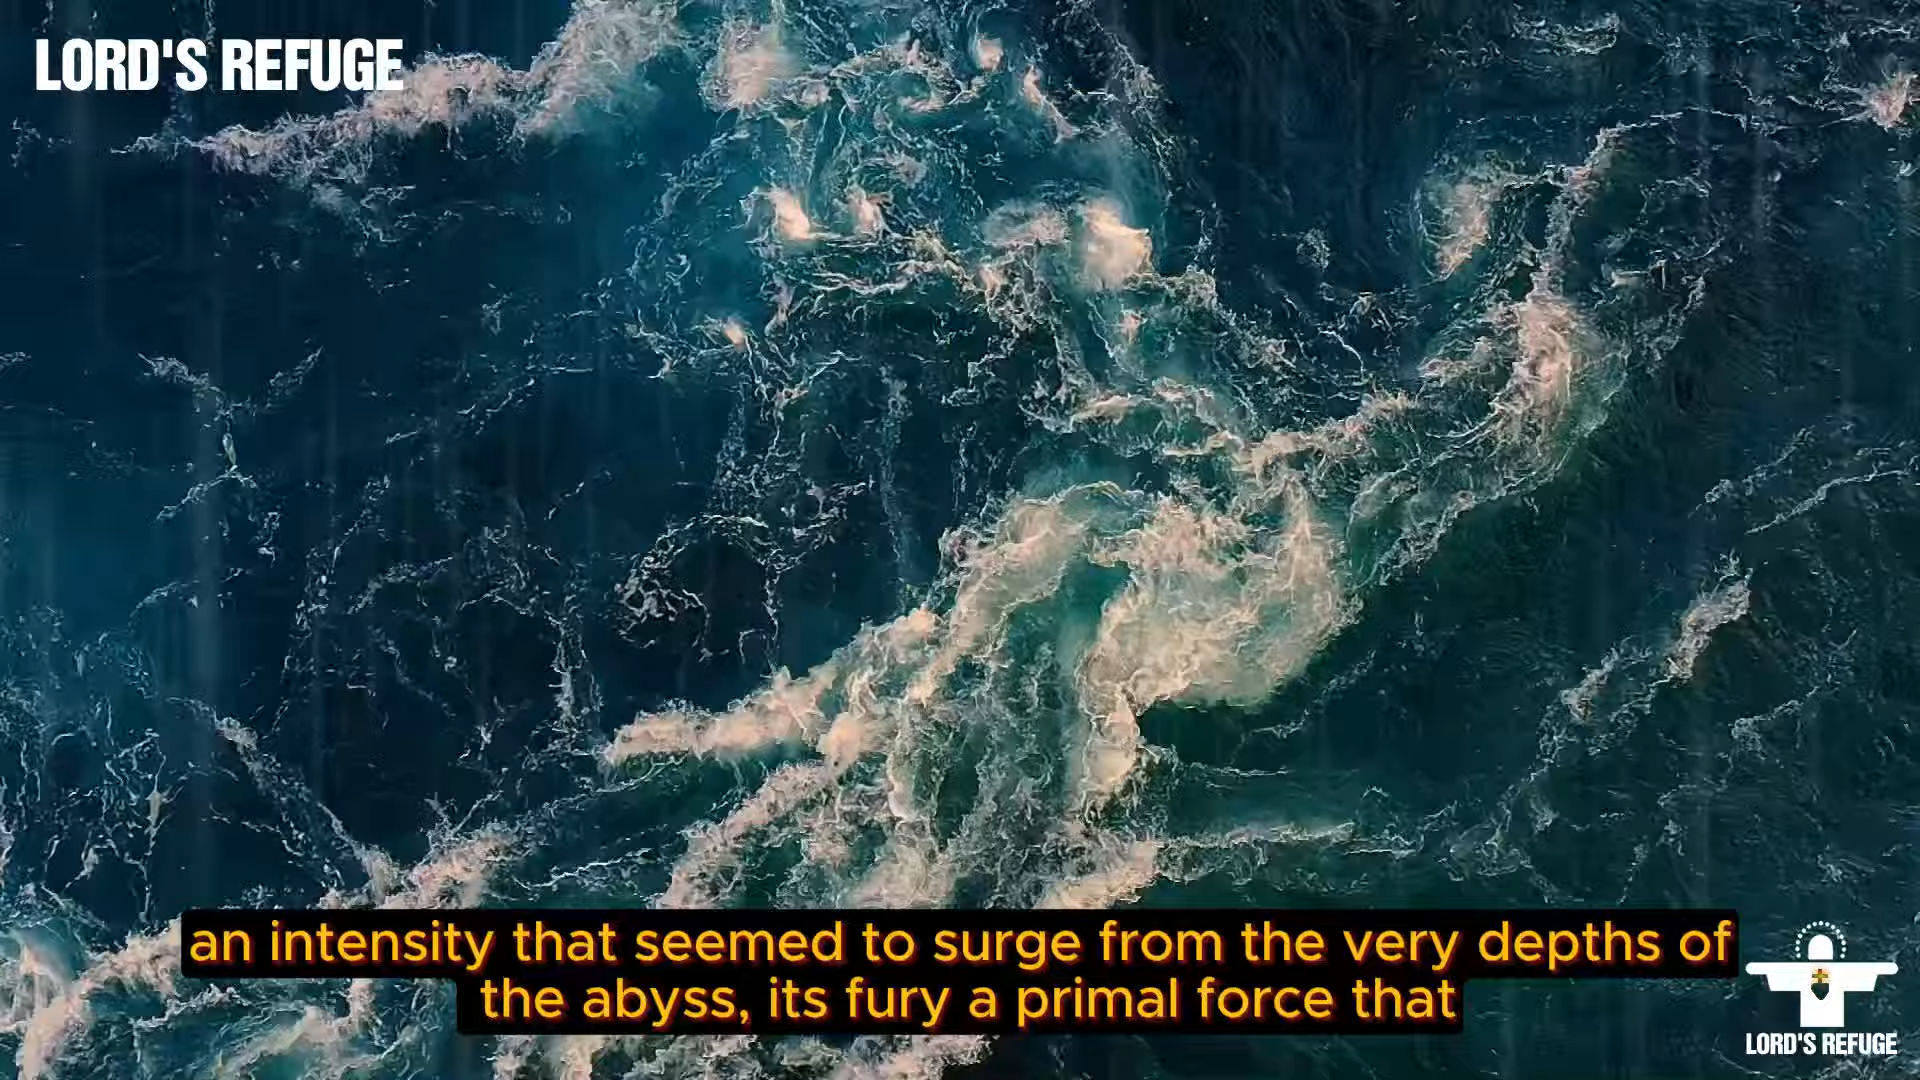 LORD'S REFUGE
an intensity that seemed to surge from the very depths of
the abyss, its fury a primal force that
LORD'S REFUGE